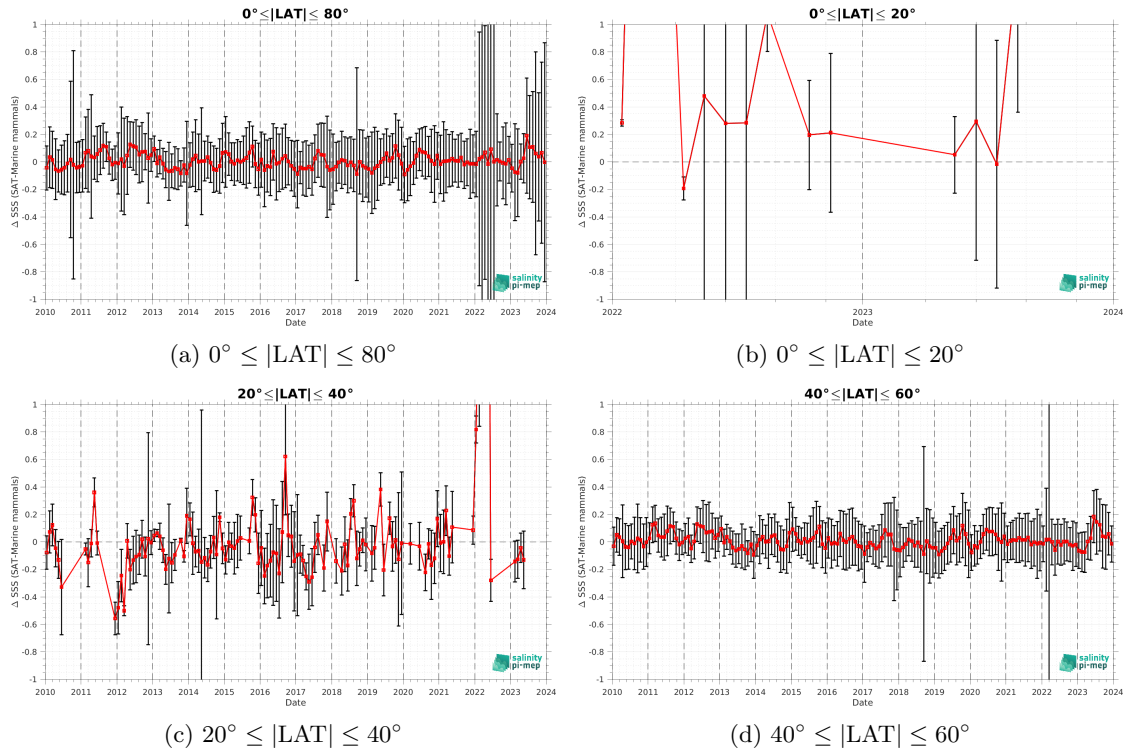 0°≤|LAT|≤ 80°
Δ SSS (SAT-Marine mammals)
1
0.8
0.6
0.4
0.2
0
-0.2
-0.4
-0.6
-0.8
-1
2010 2011 2012 2013 2014 2015 2016 2017 2018 2019 2020 2021 2022 2023 2024
Date
salinity
pi-mep
(a) 0° ≤ |LAT| ≤ 80°
0°≤|LAT|≤ 20°
Δ SSS (SAT-Marine mammals)
1
0.8
0.6
0.4
0.2
0
-0.2
-0.4
-0.6
-0.8
-1
2022 2023 2024
Date
salinity
pi-mep
(b) 0° ≤ |LAT| ≤ 20°
20°≤|LAT|≤ 40°
Δ SSS (SAT-Marine mammals)
1
0.8
0.6
0.4
0.2
0
-0.2
-0.4
-0.6
-0.8
-1
2010 2011 2012 2013 2014 2015 2016 2017 2018 2019 2020 2021 2022 2023 2024
Date
salinity
pi-mep
(c) 20° ≤ |LAT| ≤ 40°
40°≤|LAT|≤ 60°
Δ SSS (SAT-Marine mammals)
1
0.8
0.6
0.4
0.2
0
-0.2
-0.4
-0.6
-0.8
-1
2010 2011 2012 2013 2014 2015 2016 2017 2018 2019 2020 2021 2022 2023 2024
Date
salinity
pi-mep
(d) 40° ≤ |LAT| ≤ 60°